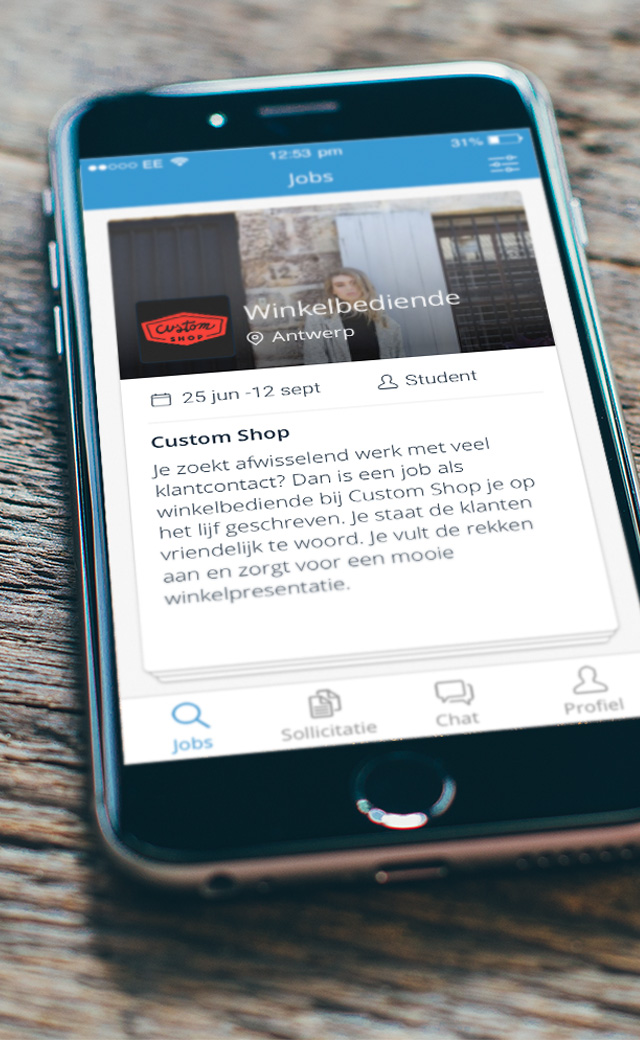 EE 12:53 pm 31%
Jobs
Winkelbediende
custom
SHOP
Antwerp
25 jun -12 sept Student
Custom Shop
Je zoekt afwisselend werk met veel
klantcontact? Dan is een job als
winkelbediende bij Custom Shop je op
het lijf geschreven. Je staat de klanten
vriendelijk te woord. Je vult de rekken
aan en zorgt voor een mooie
winkelpresentatie.
Jobs Sollicitatie Chat Profiel